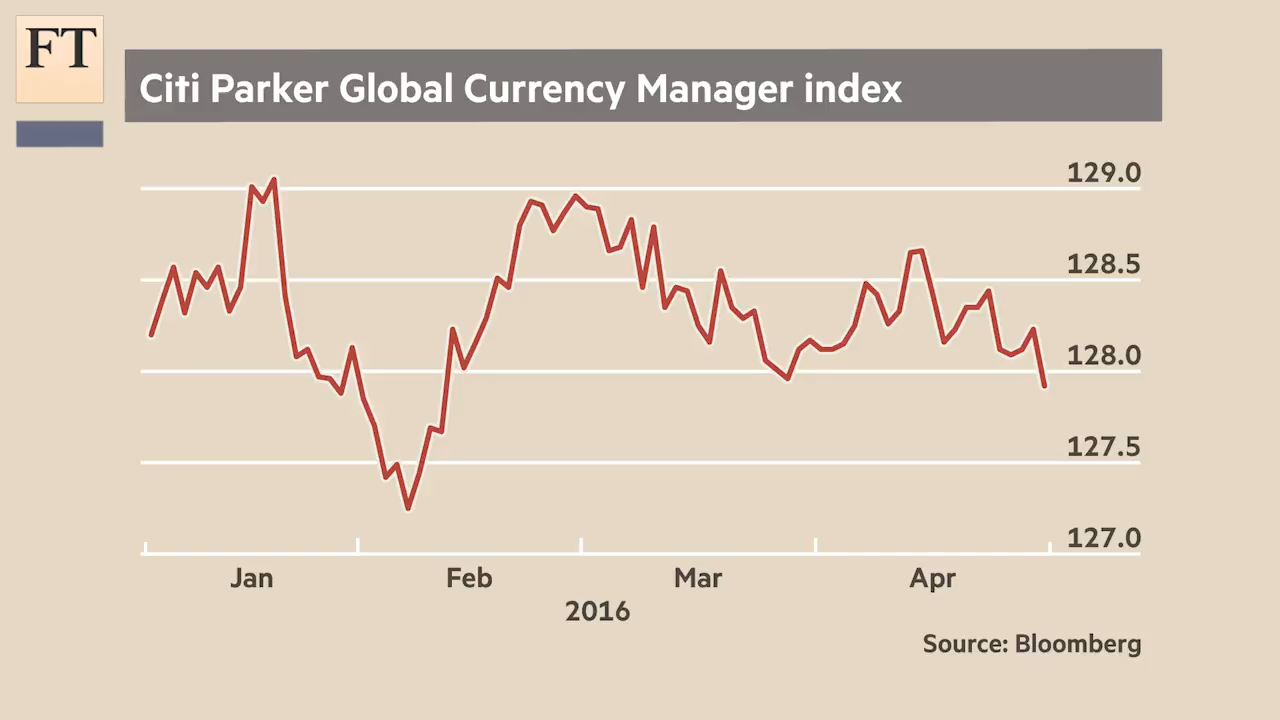 FT
Citi Parker Global Currency Manager index
129.0
128.5
128.0
127.5
127.0
Jan Feb Mar Apr
2016
Source: Bloomberg